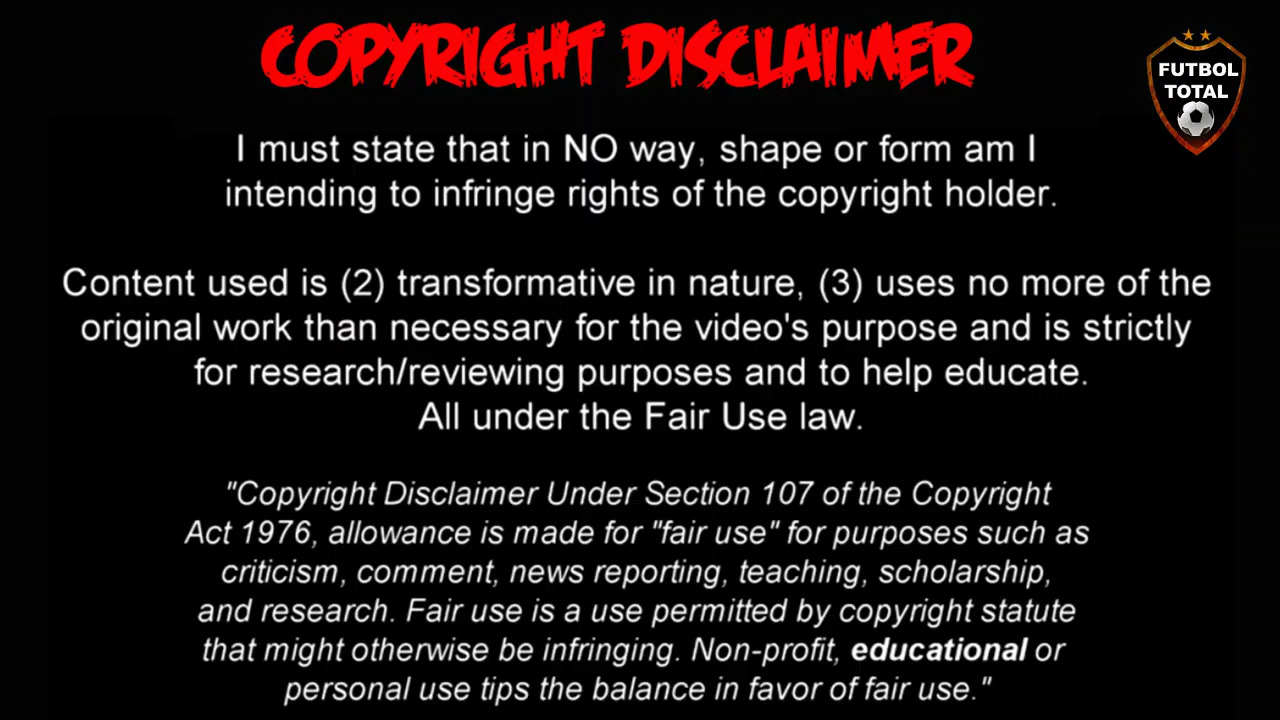 COPYRIGHT DISCLAIMER
FUTBOL
TOTAL
I must state that in NO way, shape or form am I
intending to infringe rights of the copyright holder.
Content used is (2) transformative in nature, (3) uses no more of the
original work than necessary for the video's purpose and is strictly
for research/reviewing purposes and to help educate.
All under the Fair Use law.
"Copyright Disclaimer Under Section 107 of the Copyright
Act 1976, allowance is made for "fair use" for purposes such as
criticism, comment, news reporting, teaching, scholarship,
and research. Fair use is a use permitted by copyright statute
that might otherwise be infringing. Non-profit, educational or
personal use tips the balance in favor of fair use."